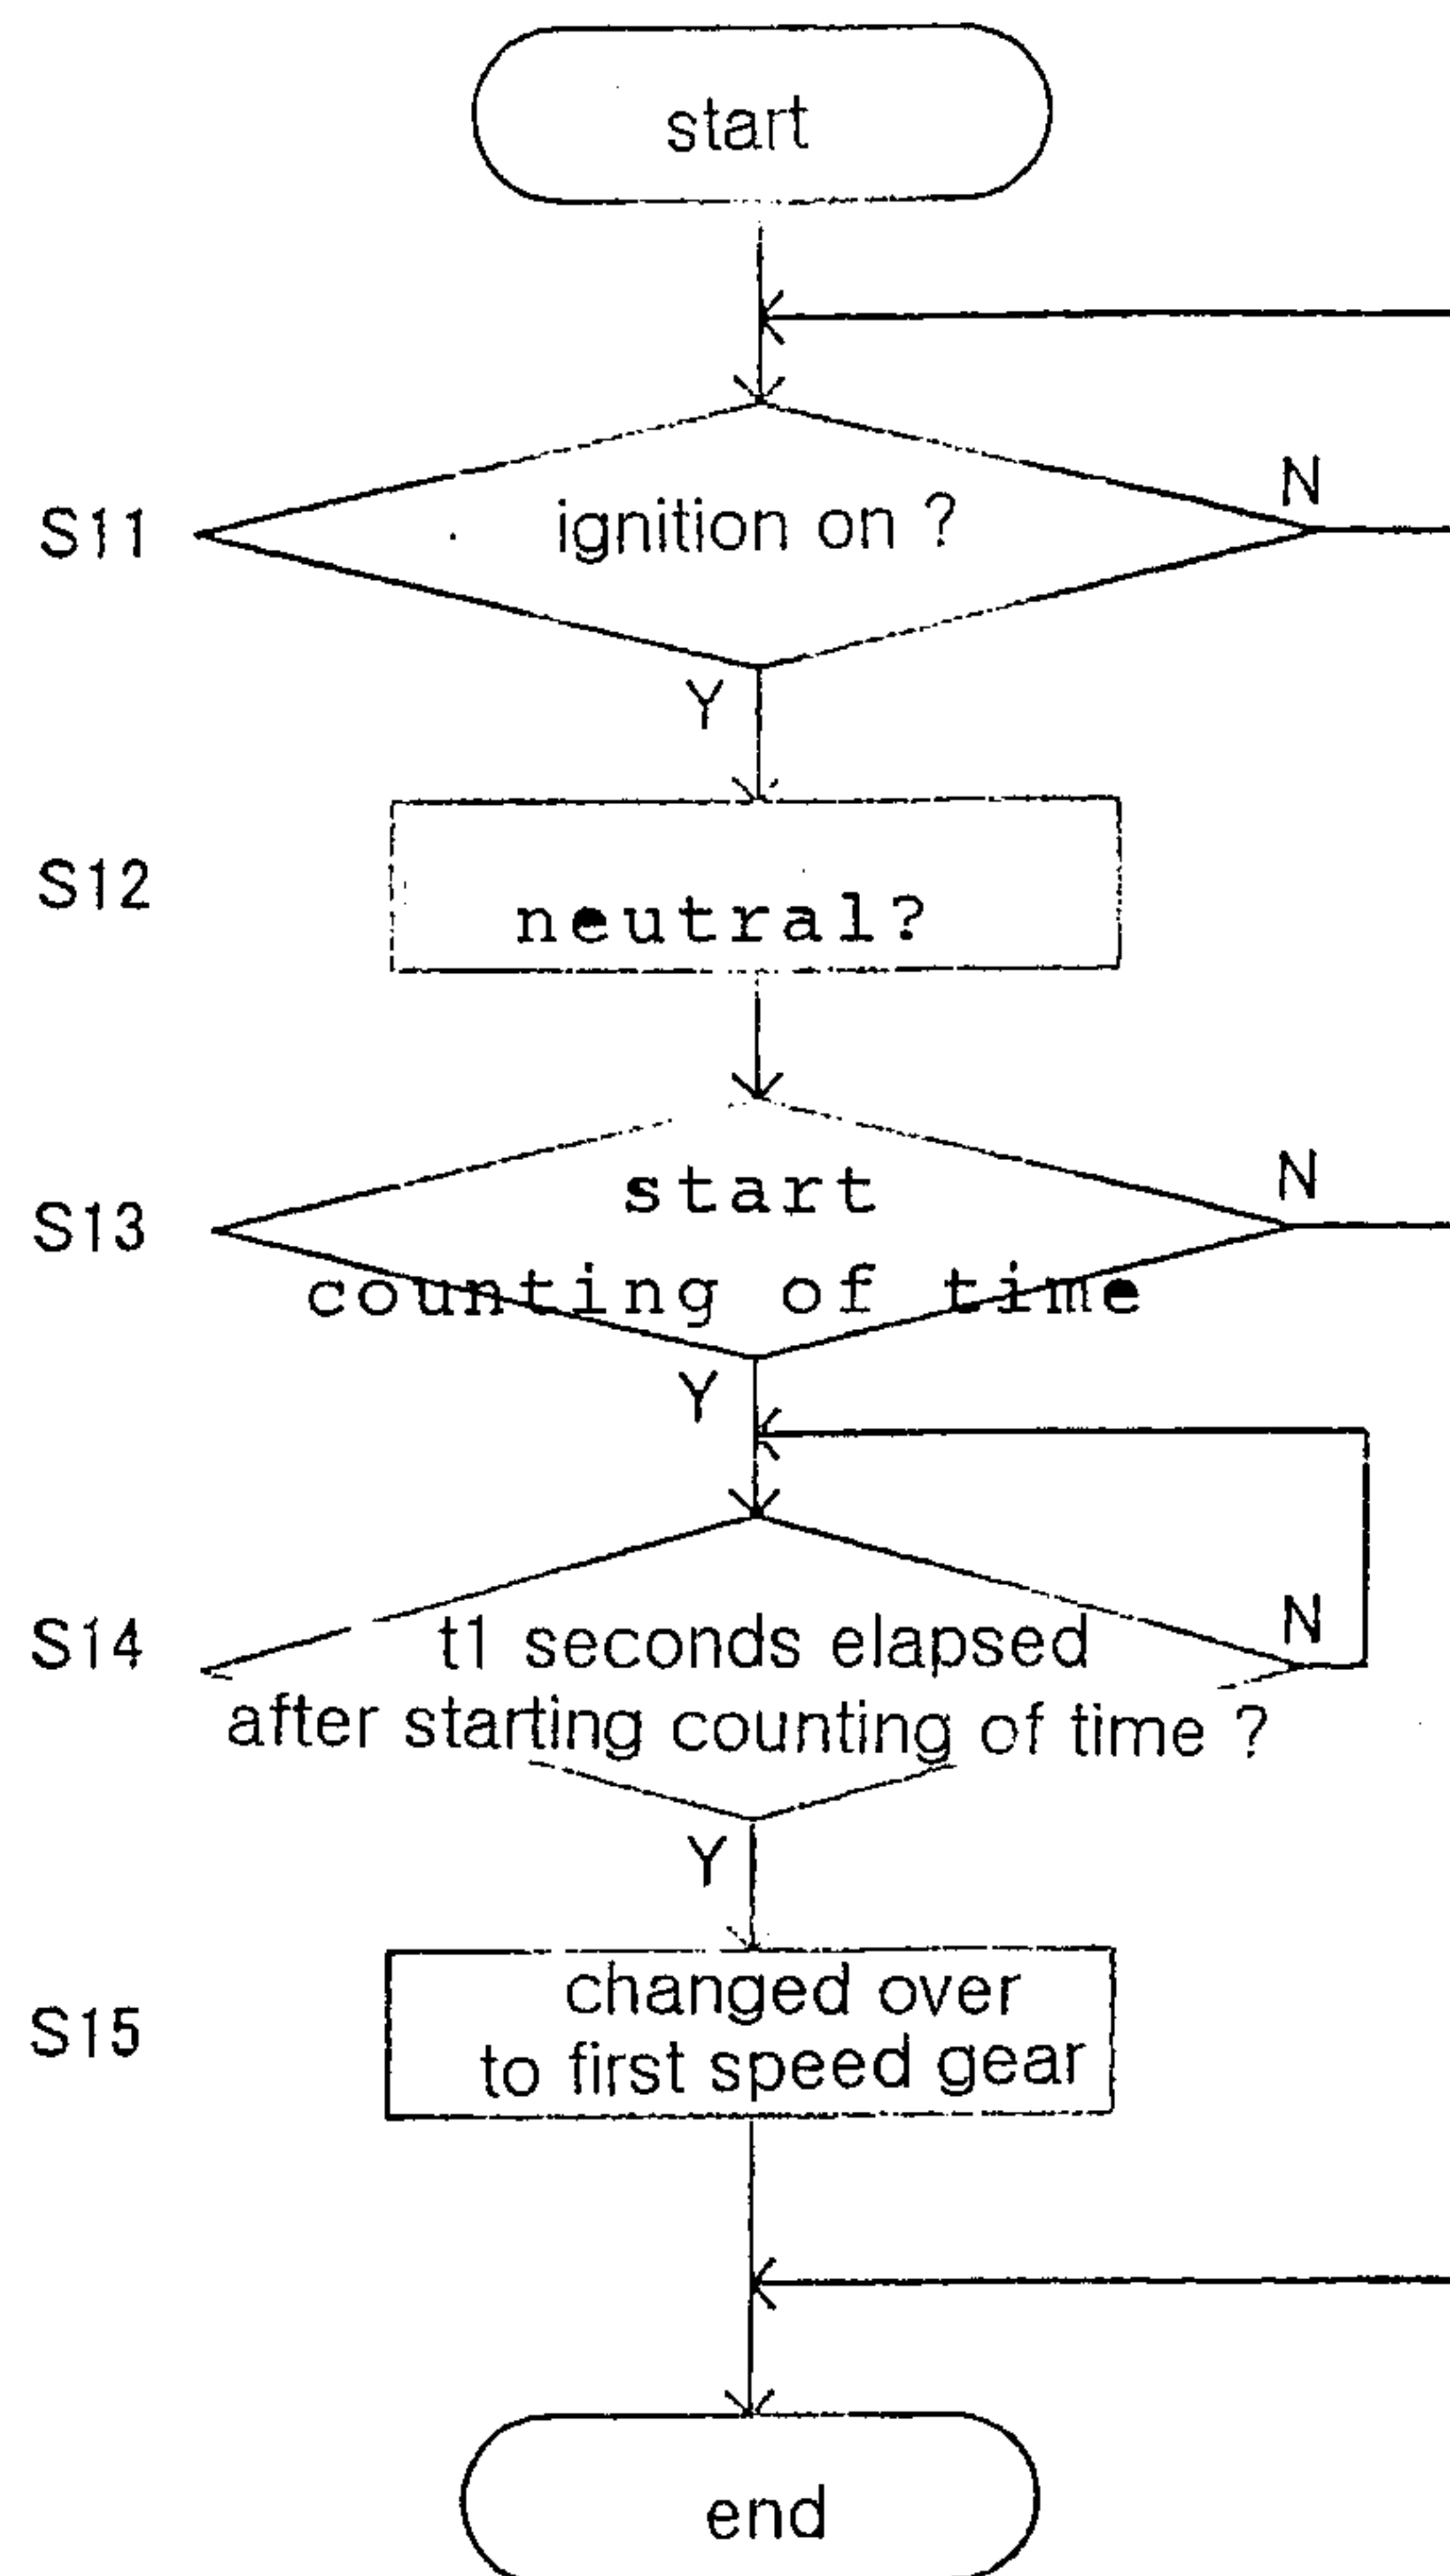 start
N
S11
ignition on ?
Y
S12
neutral?
N
start
S13
counting of time
Y
N
S14
t1 seconds elapsed
after starting counting of time ?
Y
changed over
S15
to first speed gear
end